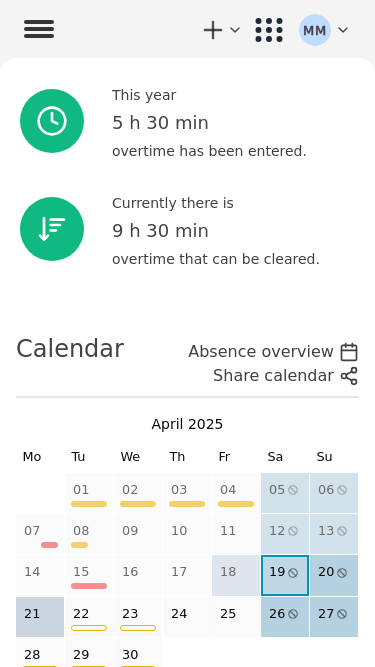 MM
This year
5 h 30 min
overtime has been entered.
Currently there is
9 h 30 min
overtime that can be cleared.
Calendar
Absence overview
Share calendar
April 2025
Mo Tu We Th Fr Sa Su
01 02 03 04 05 06
07 08 09 10 11 12 13
14 15 16 17 18 19 20
21 22 23 24 25 26 27
28 29 30